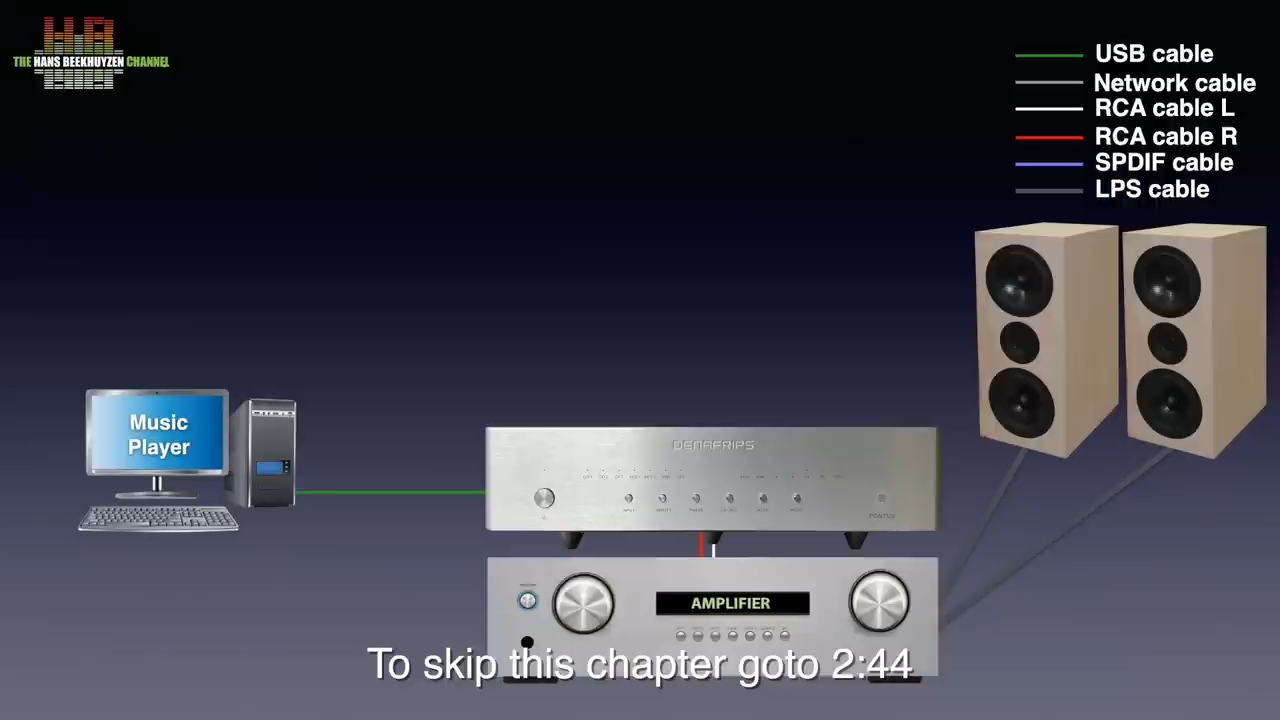 THE HANS BEEKHUYZEN CHANNEL
USB cable
Network cable
RCA cable L
RCA cable R
SPDIF cable
LPS cable
Music
Player
DENAFRIPS
PONTUS
AMPLIFIER
To skip this chapter goto 2:44